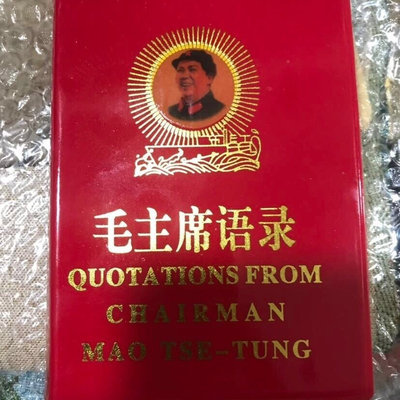 毛主席语录
QUOTATIONS FROM
CHAIRMAN
MAO TSE-TUNG